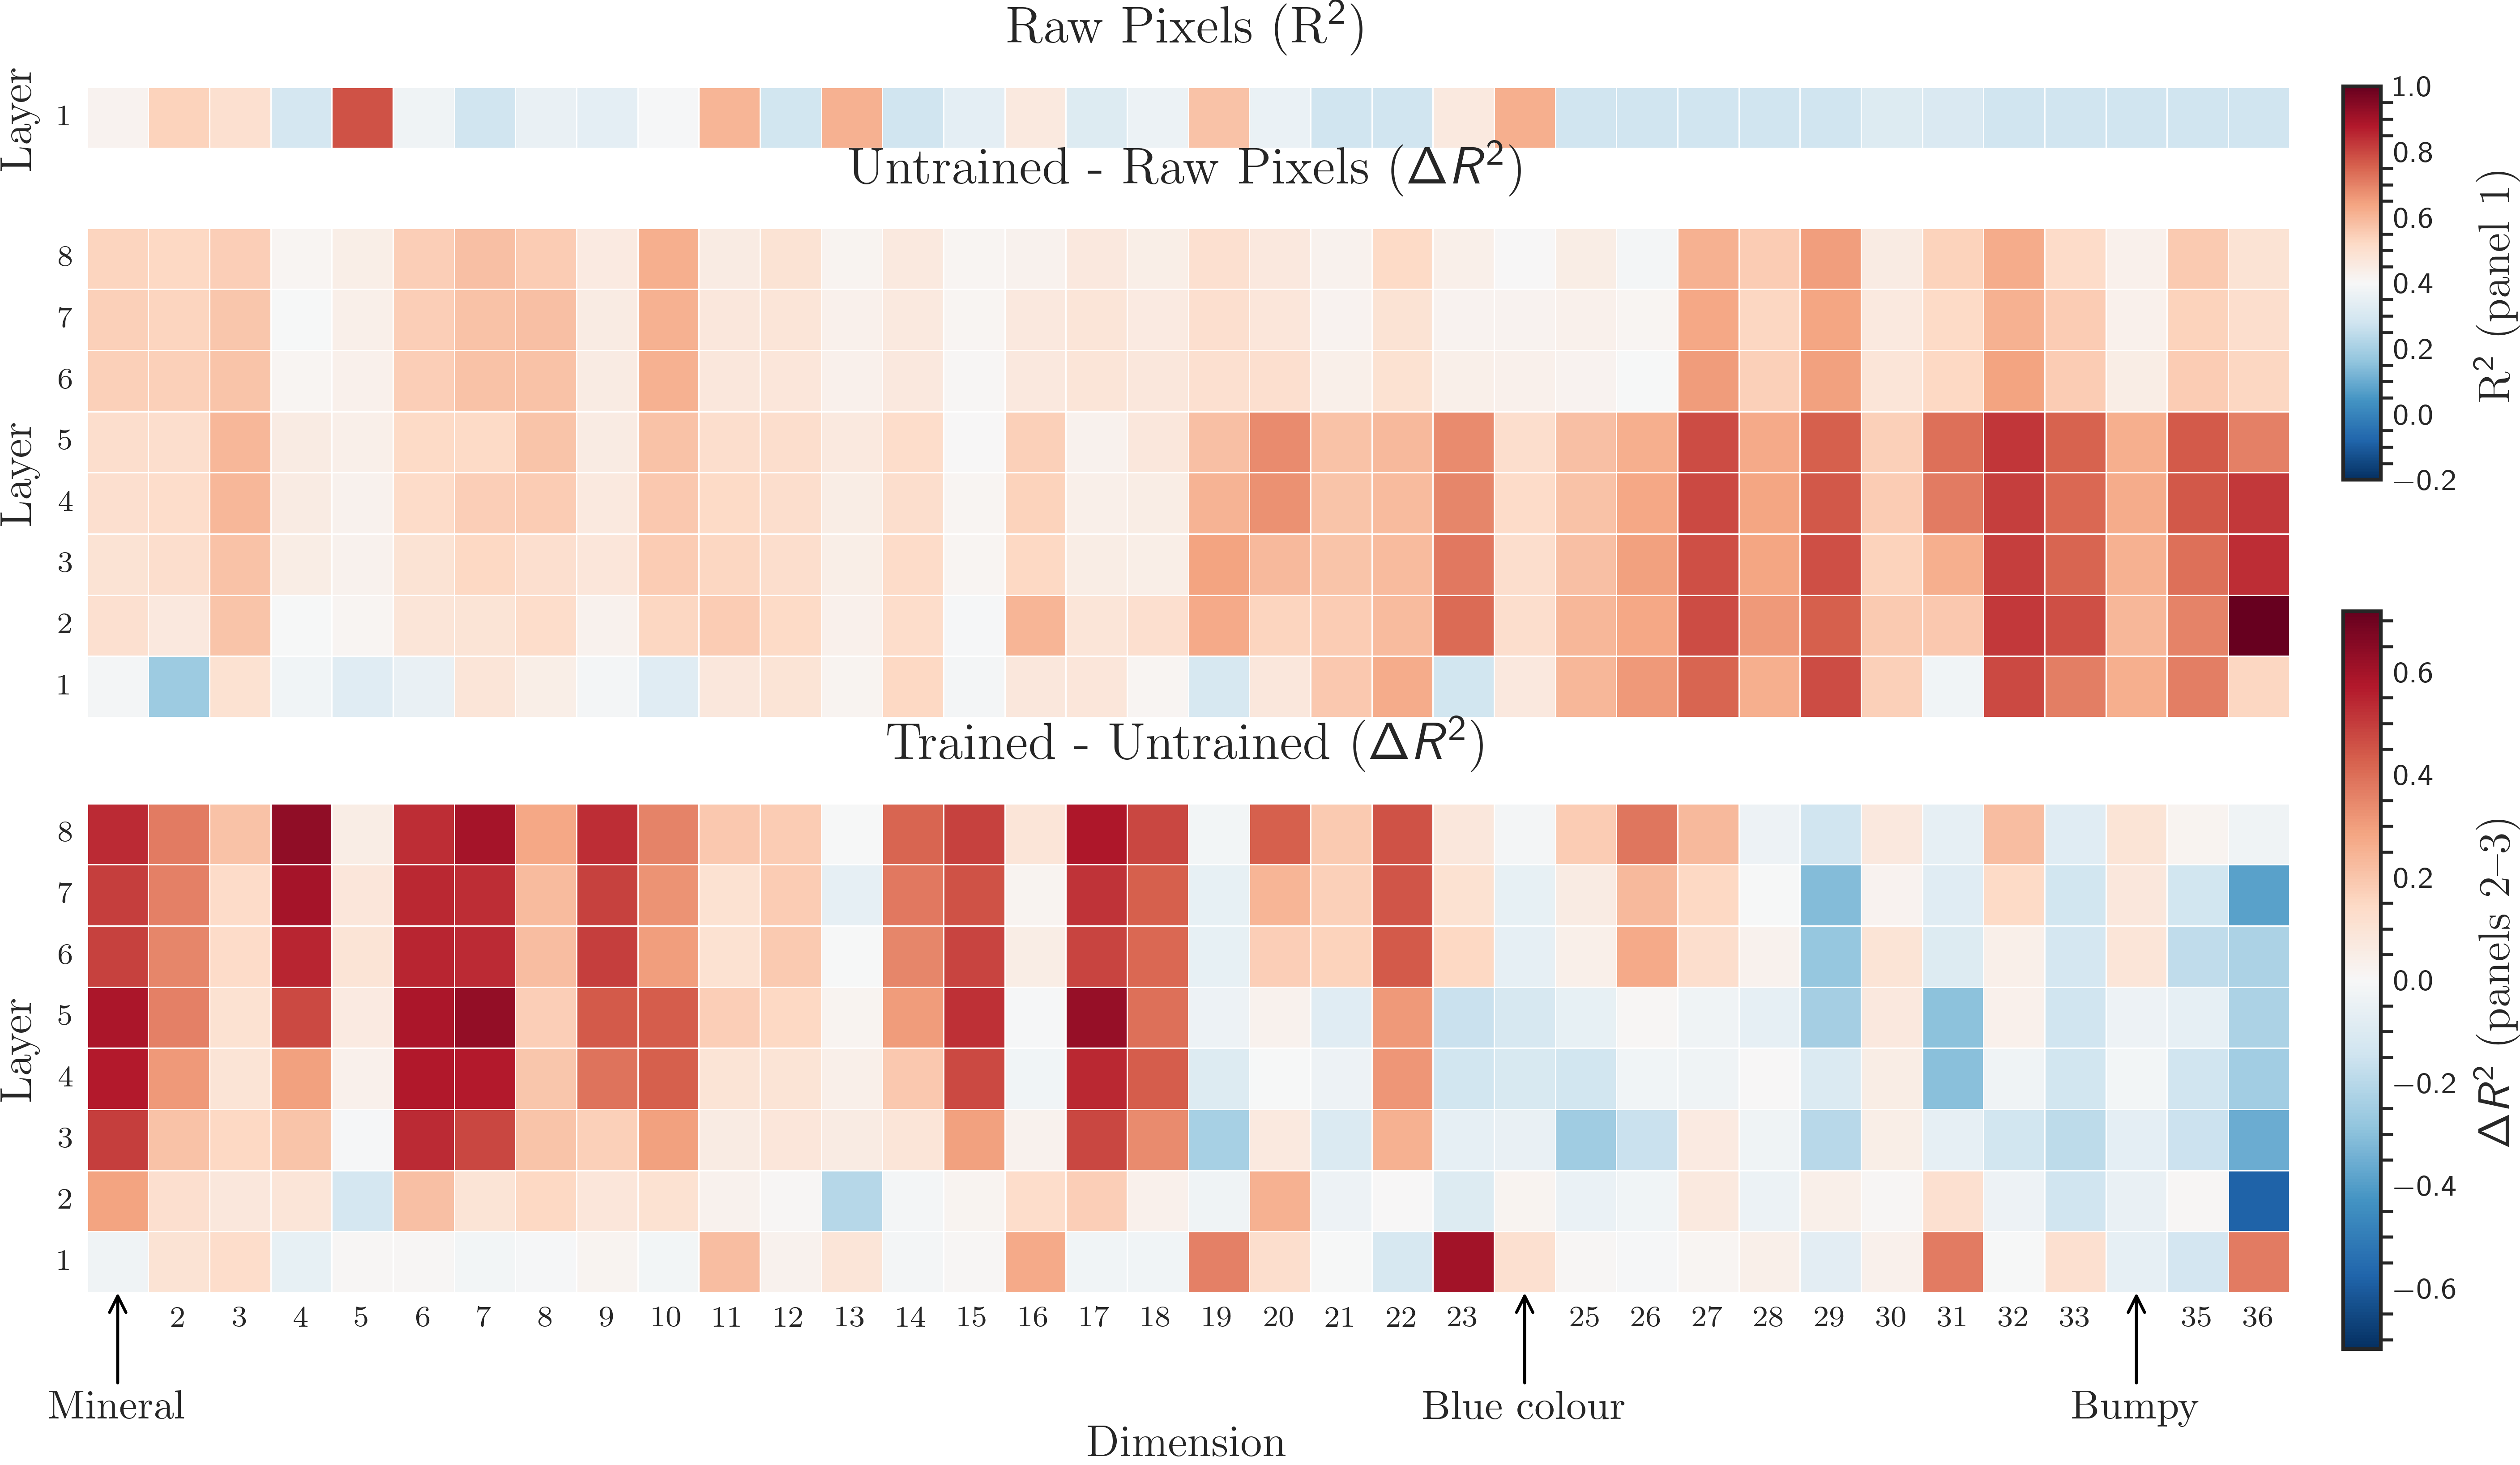 Raw Pixels (R²)
Layer
1
Untrained - Raw Pixels (ΔR²)
Layer
8
7
6
5
4
3
2
1
Trained - Untrained (ΔR²)
Layer
8
7
6
5
4
3
2
1
2 3 4 5 6 7 8 9 10 11 12 13 14 15 16 17 18 19 20 21 22 23 25 26 27 28 29 30 31 32 33 35 36
Mineral Blue colour Bumpy
Dimension
1.0
0.8
0.6
0.4
0.2
0.0
−0.2
R² (panel 1)
0.6
0.4
0.2
0.0
−0.2
−0.4
−0.6
ΔR² (panels 2–3)